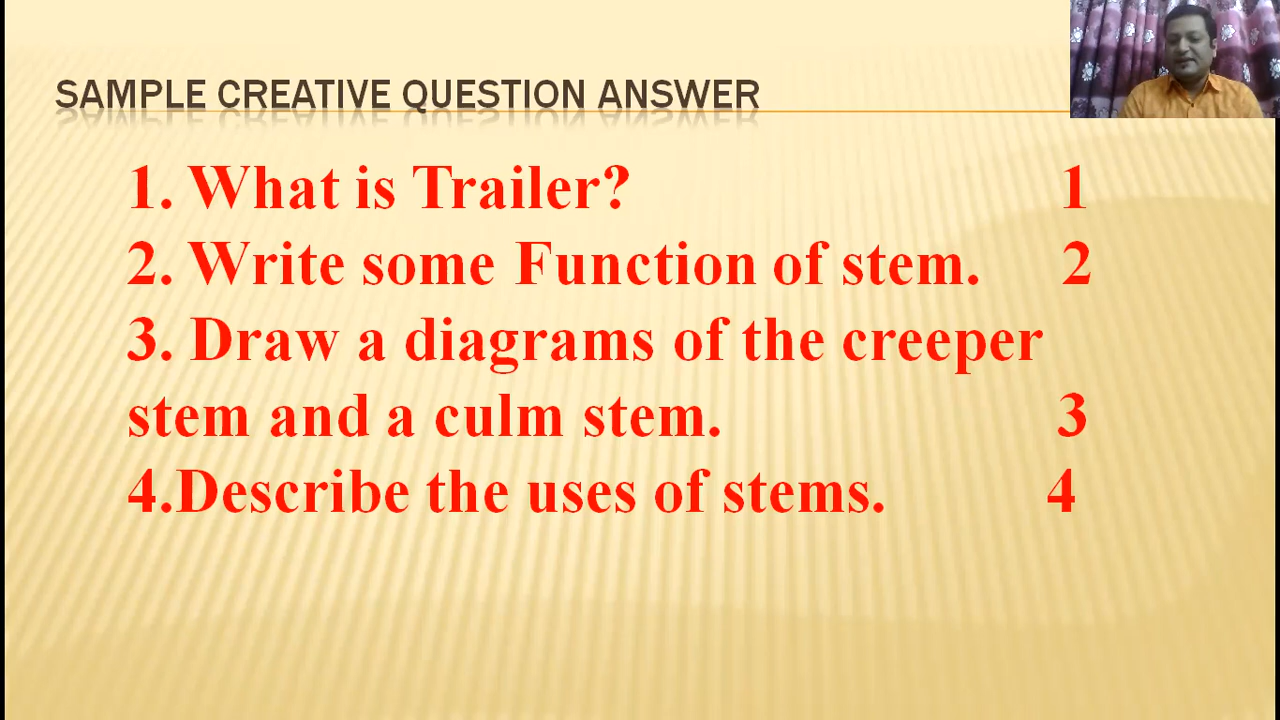 SAMPLE CREATIVE QUESTION ANSWER
1. What is Trailer? 1
2. Write some Function of stem. 2
3. Draw a diagrams of the creeper
stem and a culm stem. 3
4.Describe the uses of stems. 4